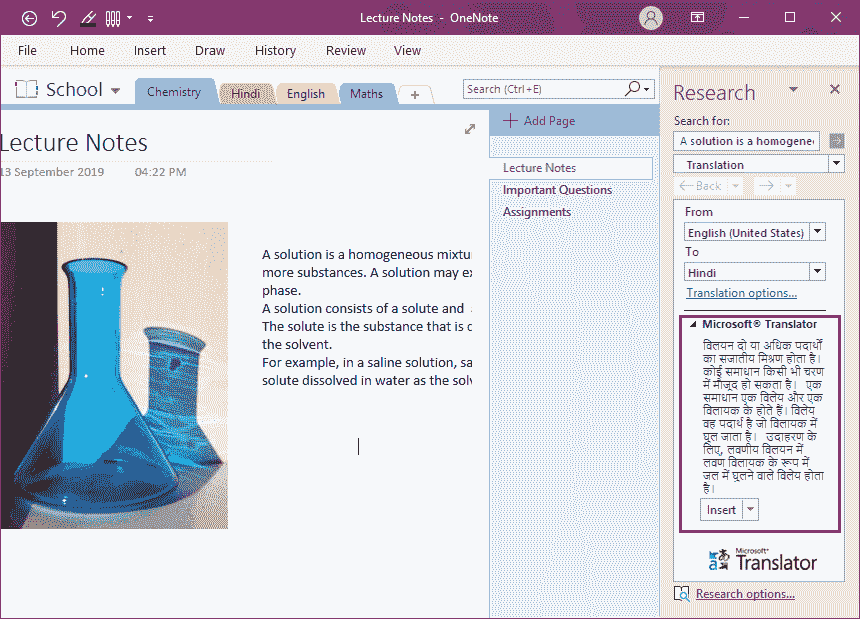 Lecture Notes - OneNote
File Home Insert Draw History Review View
School Chemistry Hindi English Maths +
Search (Ctrl+E)
Add Page
Lecture Notes
13 September 2019 04:22 PM
A solution is a homogeneous mixtu
more substances. A solution may ex
phase.
A solution consists of a solute and
The solute is the substance that is
the solvent.
For example, in a saline solution, sa
solute dissolved in water as the solv
Lecture Notes
Important Questions
Assignments
Research
Search for:
A solution is a homogene
Translation
Back
From
English (United States)
To
Hindi
Translation options...
Microsoft® Translator
विलयन दो या अधिक पदार्थों
का सजातीय मिश्रण होता है।
कोई समाधान किसी भी चरण
में मौजूद हो सकता है। एक
समाधान एक विलेय और एक
विलायक के होते हैं। विलेय
वह पदार्थ है जो विलायक में
घुल जाता है। उदाहरण के
लिए, लवणीय विलयन में
लवण विलायक के रूप में
जल में घुलने वाले विलेय होता
है।
Insert
Microsoft®
Translator
Research options...